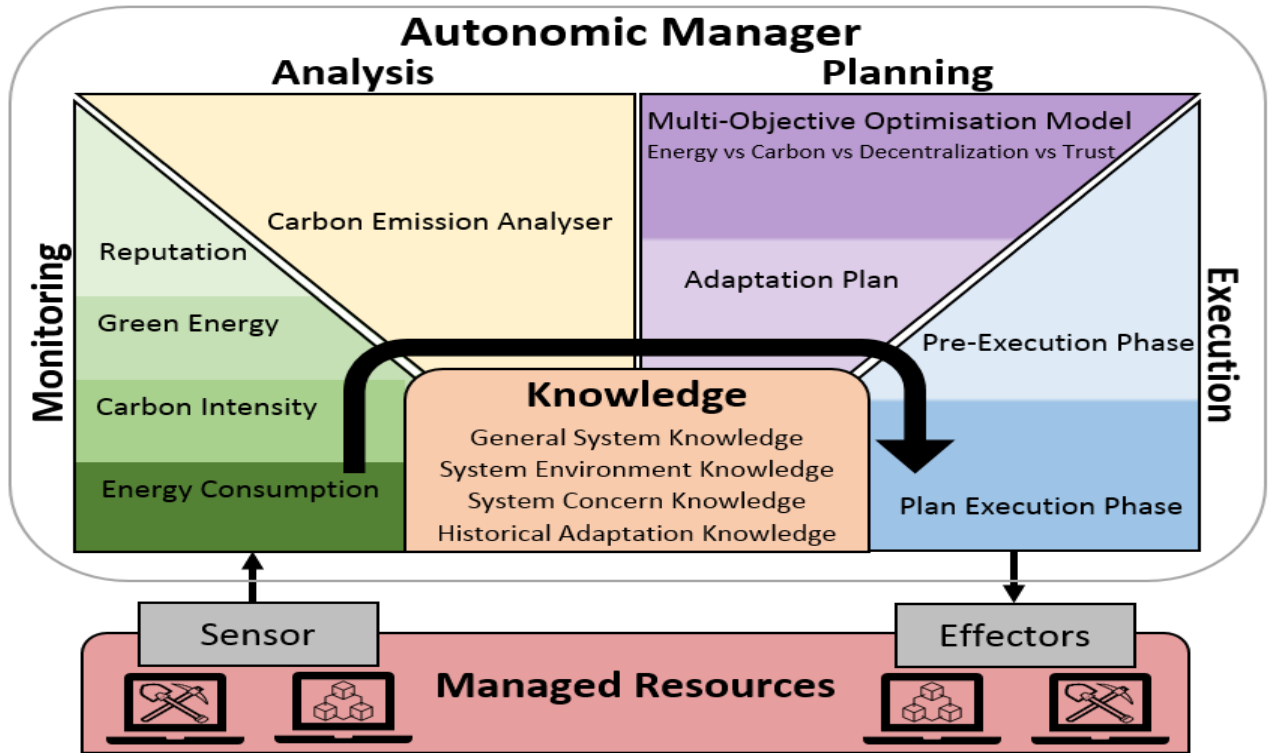 Autonomic Manager
Analysis
Planning
Monitoring
Reputation
Green Energy
Carbon Intensity
Energy Consumption
Carbon Emission Analyser
Multi-Objective Optimisation Model
Energy vs Carbon vs Decentralization vs Trust
Adaptation Plan
Pre-Execution Phase
Plan Execution Phase
Execution
Knowledge
General System Knowledge
System Environment Knowledge
System Concern Knowledge
Historical Adaptation Knowledge
Sensor
Effectors
Managed Resources